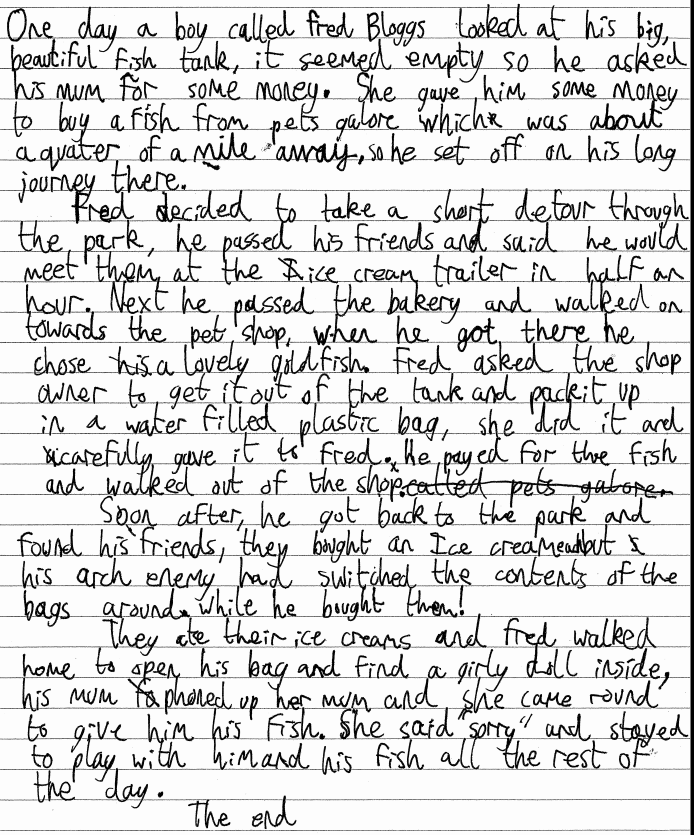 One day a boy called Fred Bloggs looked at his big,
beautiful fish tank, it seemed empty so he asked
his mum for some money. She gave him some money
to buy a fish from pets galore which was about
a quater of a mile away, so he set off on his long
journey there.
Fred decided to take a short detour through
the park, he passed his friends and said he would
meet them at the ice cream trailer in half an
hour. Next he passed the bakery and walked on
towards the pet shop, when he got there he
chose his a lovely goldfish. Fred asked the shop
owner to get it out of the tank and pack it up
in a water filled plastic bag, she did it and
carefully gave it to Fred. He payed for the fish
and walked out of the shop. called pets galore.
Soon after, he got back to the park and
found his friends, they bought an Ice cream each but
his arch enemy had switched the contents of the
bags around while he bought them!
They ate their ice creams and Fred walked
home to open his bag and find a girly doll inside,
his mum phoned up her mum and she came round
to give him his fish. She said "sorry" and stayed
to play with him and his fish all the rest of
the day.
The end